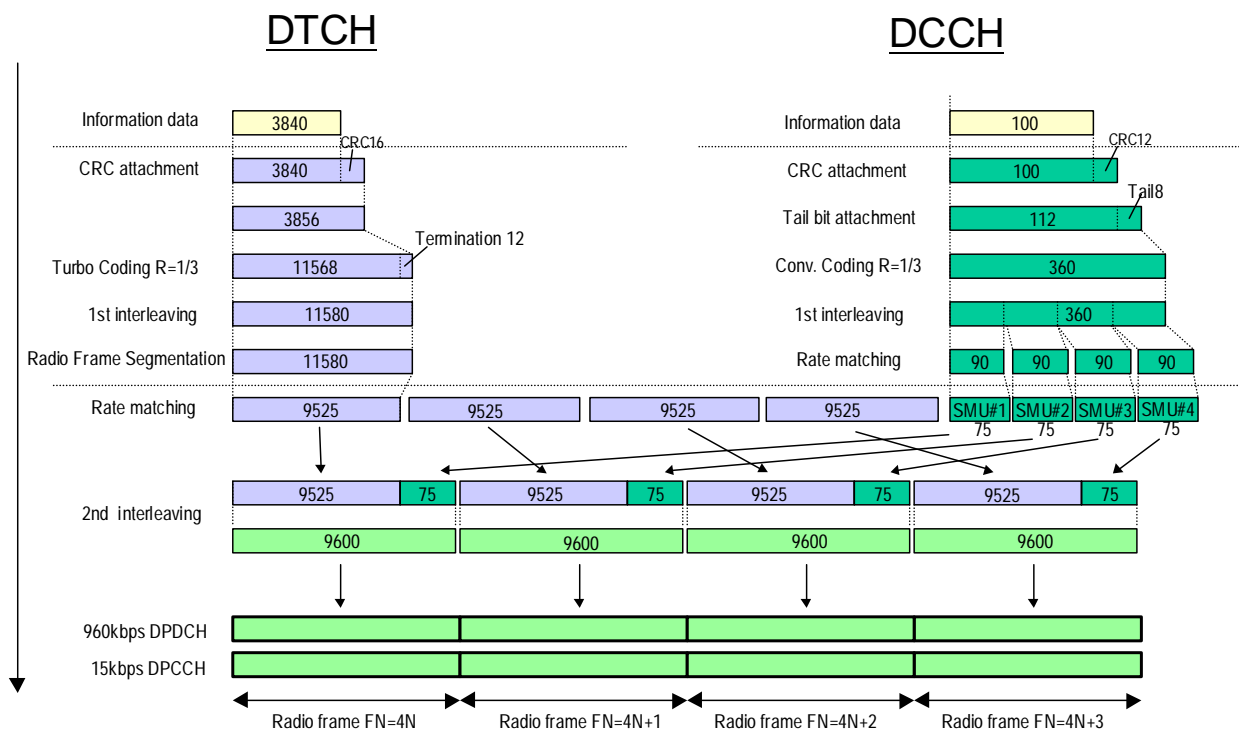 DTCH DCCH
Information data 3840 Information data 100
CRC16 CRC12
CRC attachment 3840 CRC attachment 100
Tail8
3856 Tail bit attachment 112
Termination 12
Turbo Coding R=1/3 11568 Conv. Coding R=1/3 360
1st interleaving 11580 1st interleaving 360
Radio Frame Segmentation 11580 Rate matching 90 90 90 90
Rate matching 9525 9525 9525 9525 SMU#1 SMU#2 SMU#3 SMU#4
75 75 75 75
9525 75 9525 75 9525 75 9525 75
2nd interleaving
9600 9600 9600 9600
960kbps DPDCH
15kbps DPCCH
Radio frame FN=4N Radio frame FN=4N+1 Radio frame FN=4N+2 Radio frame FN=4N+3